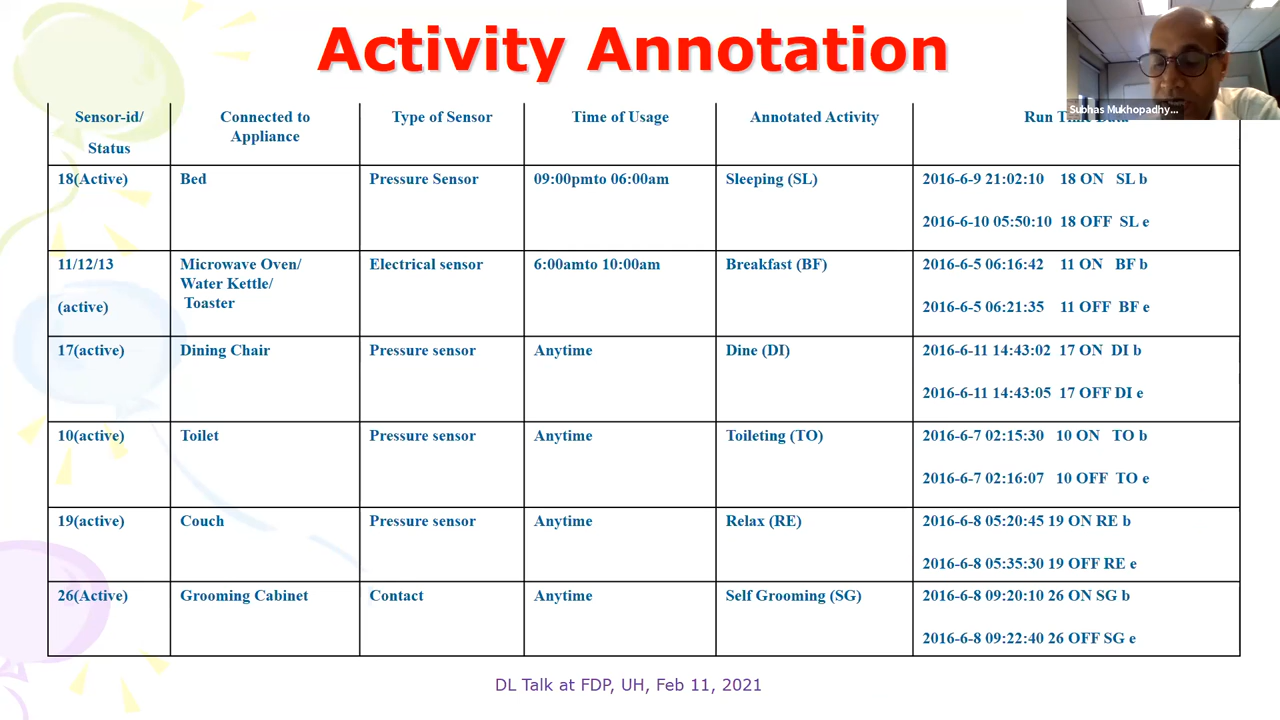 Activity Annotation
Subhas Mukhopadhy...
Sensor-id/
Status
Connected to
Appliance
Type of Sensor
Time of Usage
Annotated Activity
Run Time Data
18(Active)
Bed
Pressure Sensor
09:00pmto 06:00am
Sleeping (SL)
2016-6-9 21:02:10 18 ON SL b
2016-6-10 05:50:10 18 OFF SL e
11/12/13
(active)
Microwave Oven/
Water Kettle/
Toaster
Electrical sensor
6:00amto 10:00am
Breakfast (BF)
2016-6-5 06:16:42 11 ON BF b
2016-6-5 06:21:35 11 OFF BF e
17(active)
Dining Chair
Pressure sensor
Anytime
Dine (DI)
2016-6-11 14:43:02 17 ON DI b
2016-6-11 14:43:05 17 OFF DI e
10(active)
Toilet
Pressure sensor
Anytime
Toileting (TO)
2016-6-7 02:15:30 10 ON TO b
2016-6-7 02:16:07 10 OFF TO e
19(active)
Couch
Pressure sensor
Anytime
Relax (RE)
2016-6-8 05:20:45 19 ON RE b
2016-6-8 05:35:30 19 OFF RE e
26(Active)
Grooming Cabinet
Contact
Anytime
Self Grooming (SG)
2016-6-8 09:20:10 26 ON SG b
2016-6-8 09:22:40 26 OFF SG e
DL Talk at FDP, UH, Feb 11, 2021